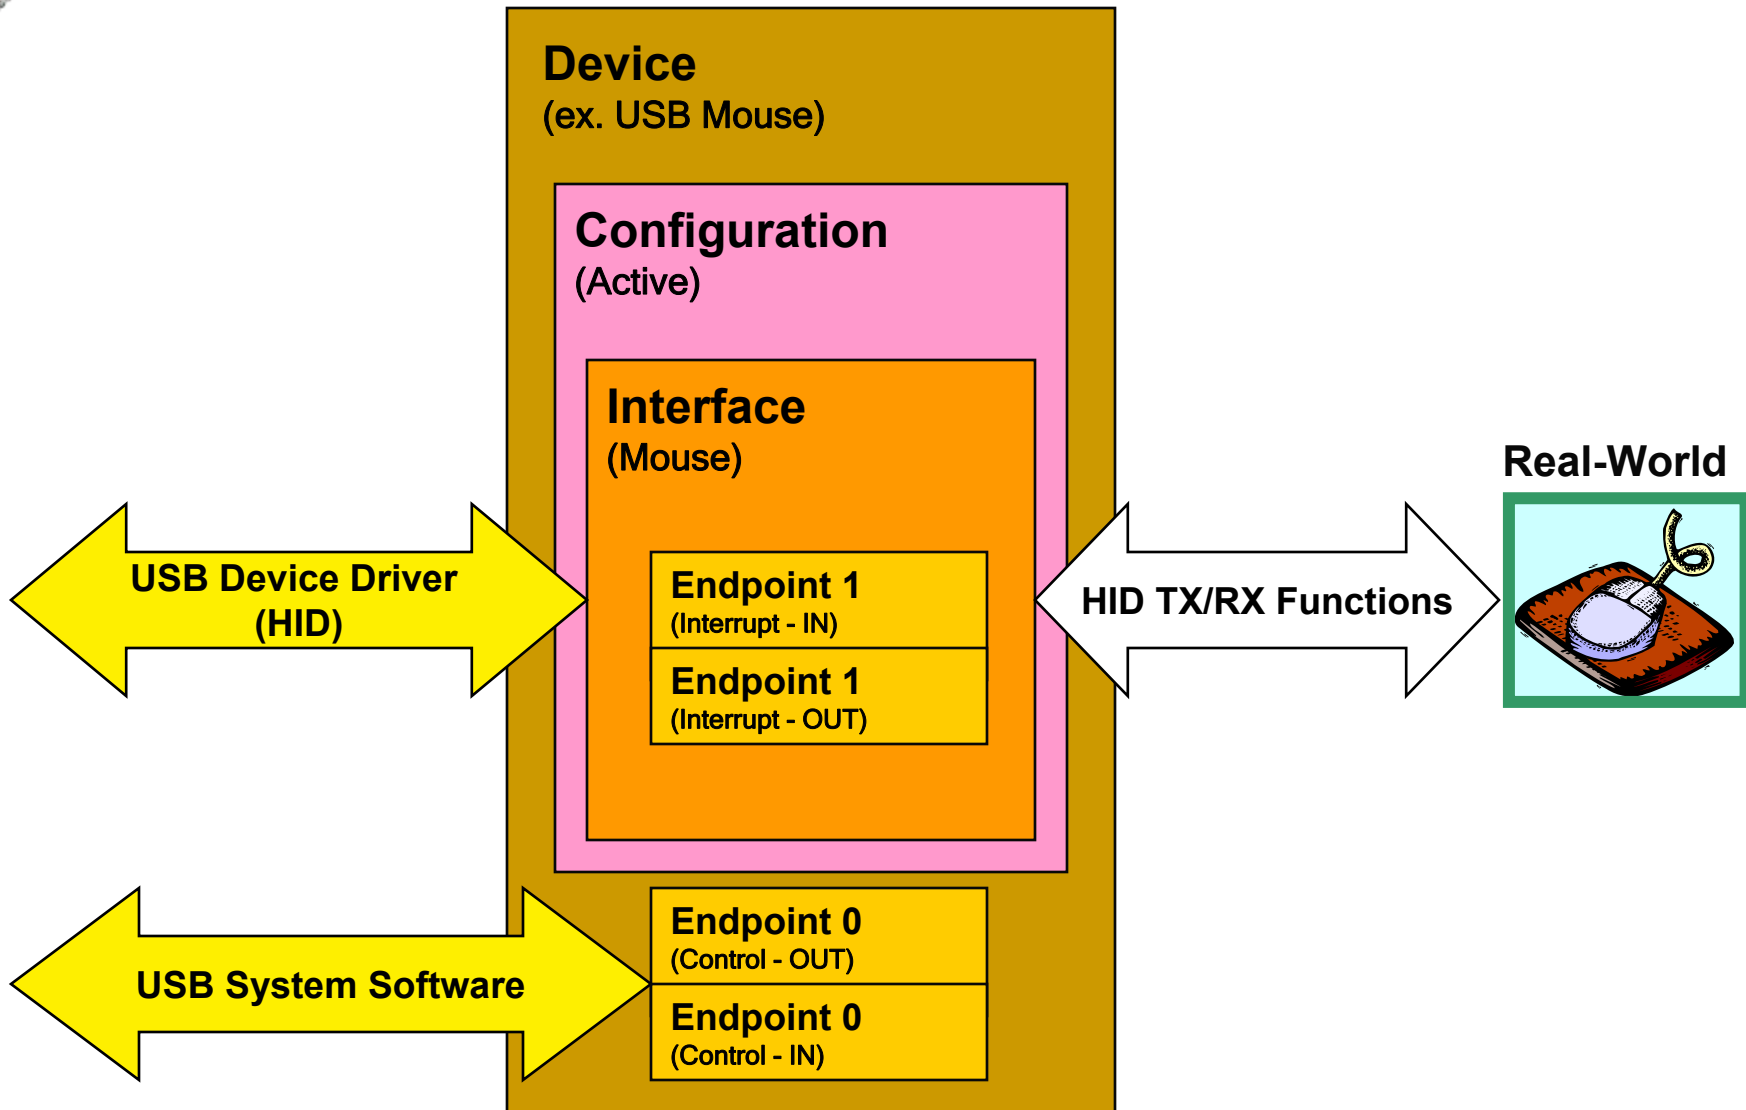 Device
(ex. USB Mouse)
Configuration
(Active)
Interface
(Mouse)
Real-World
USB Device Driver
(HID)
Endpoint 1
(Interrupt - IN)
Endpoint 1
(Interrupt - OUT)
HID TX/RX Functions
USB System Software
Endpoint 0
(Control - OUT)
Endpoint 0
(Control - IN)